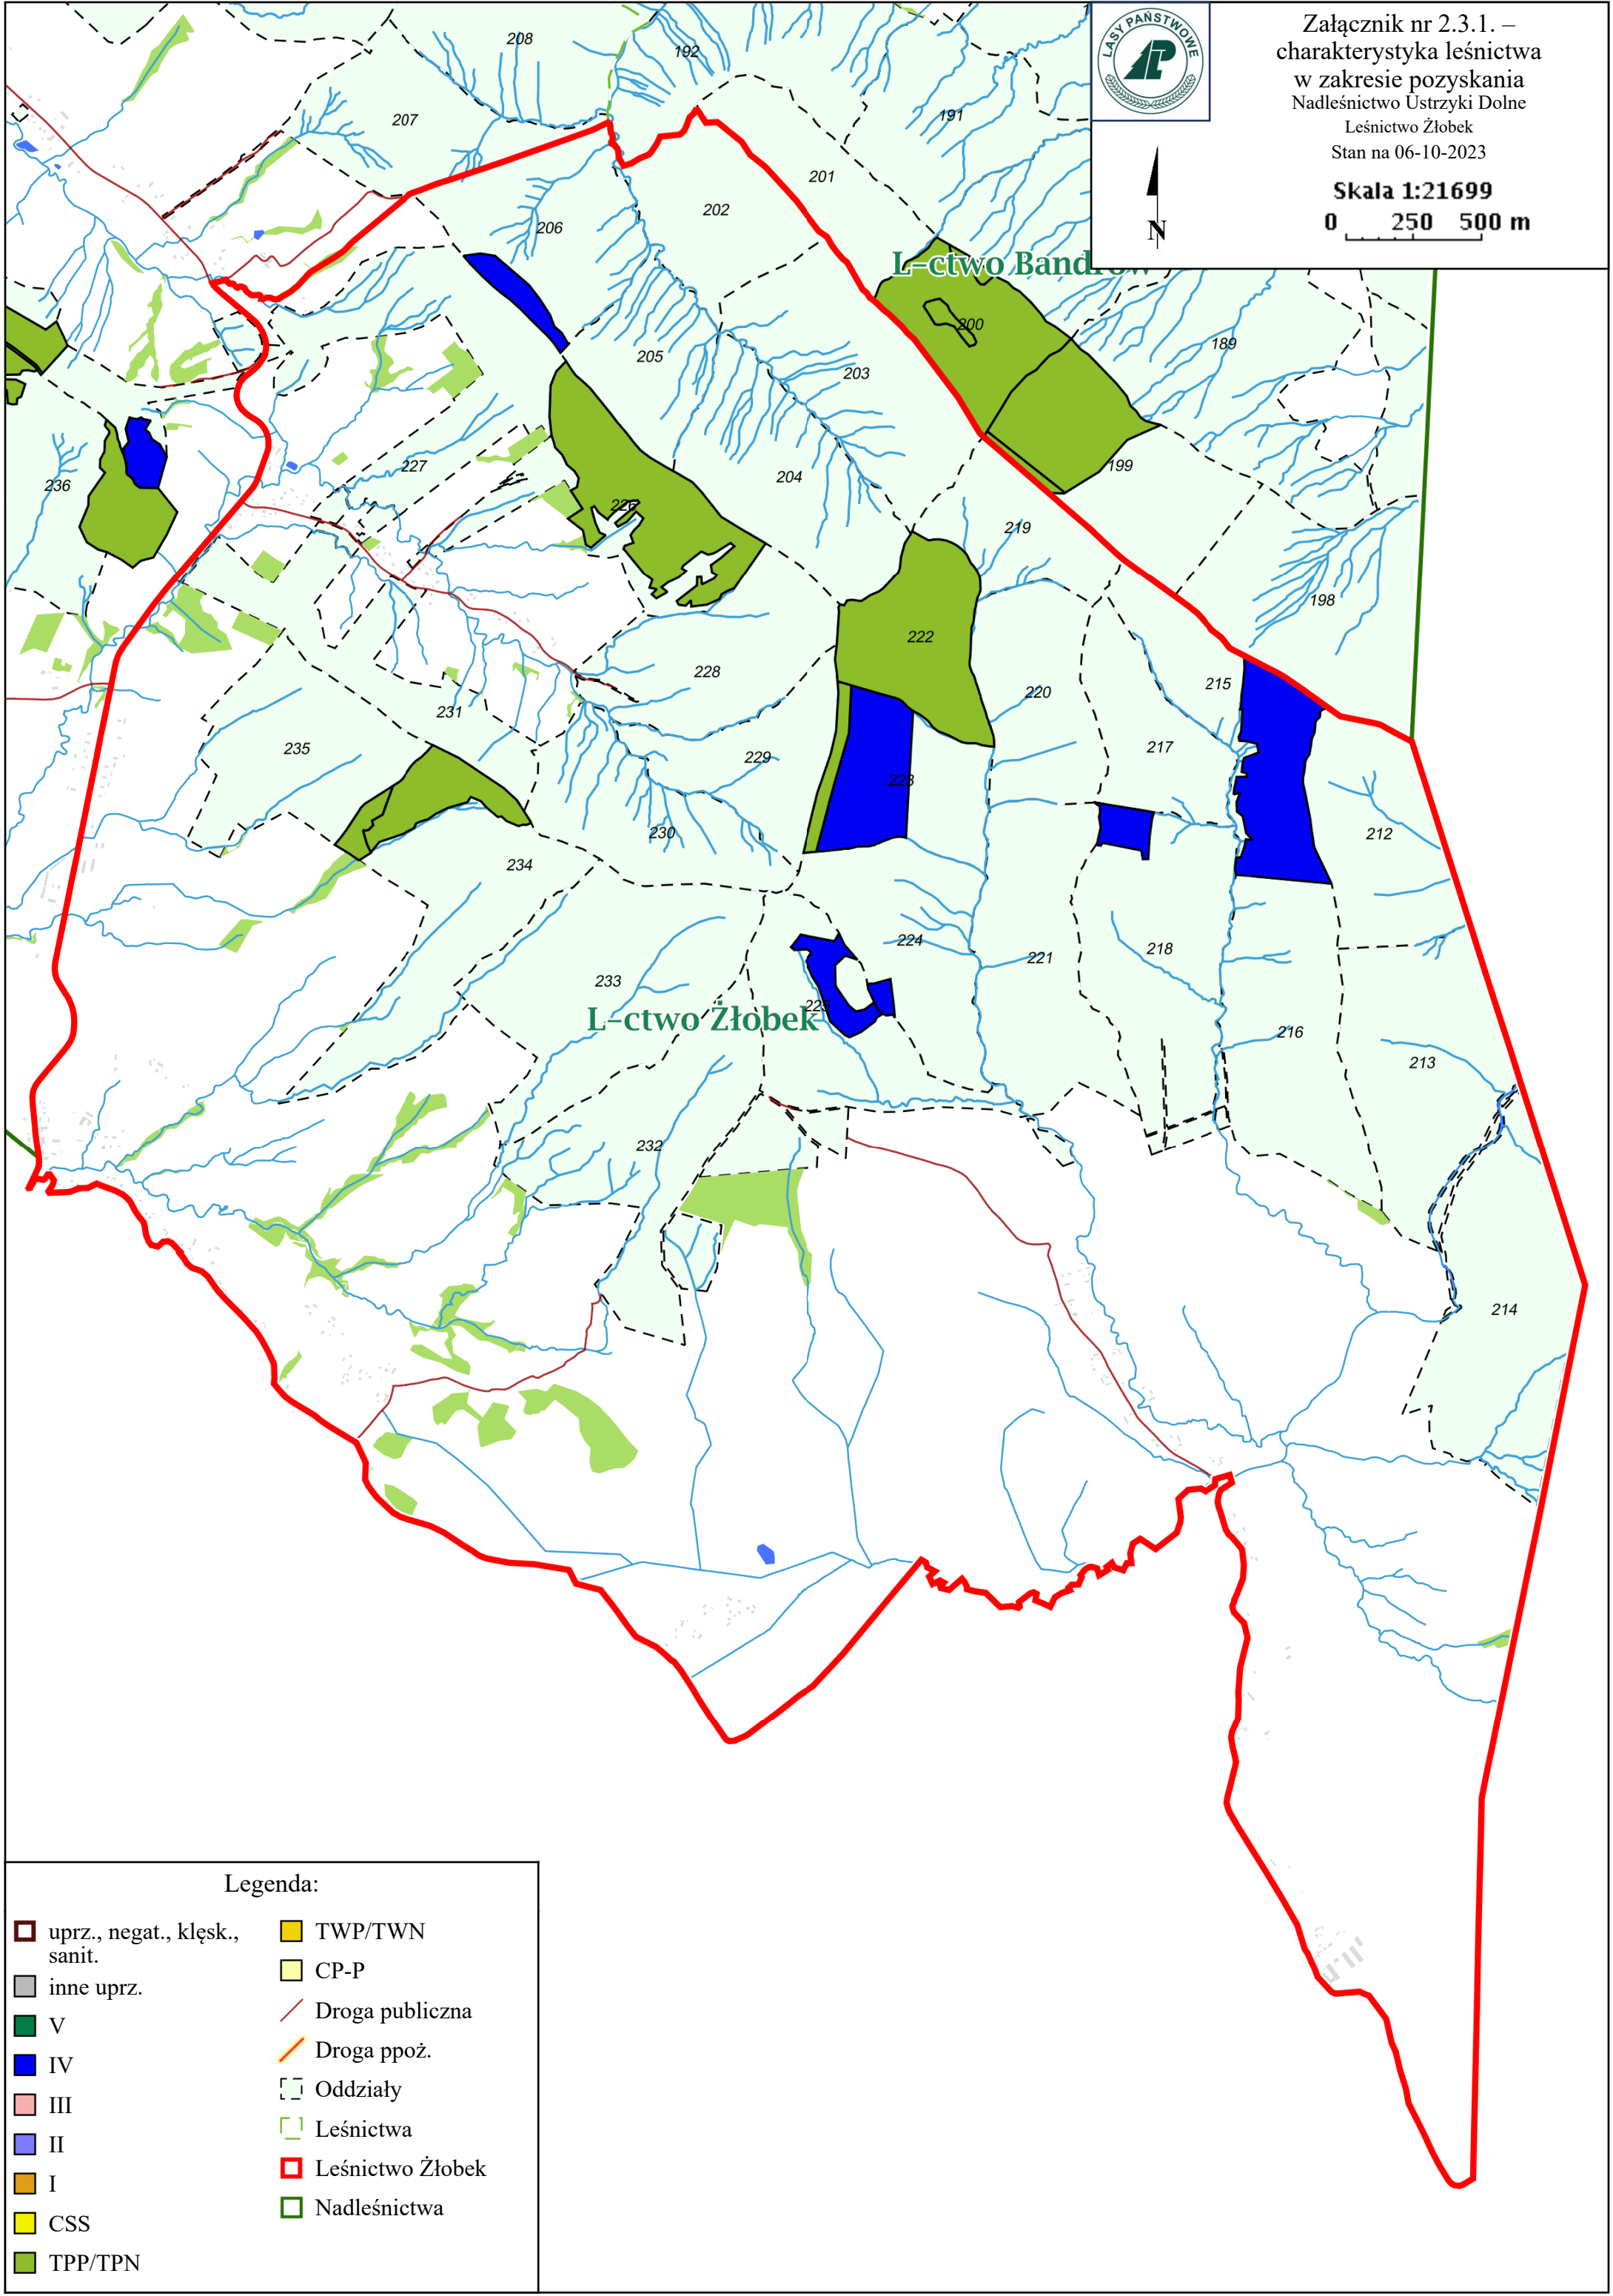 LASY PAŃSTWOWE
Załącznik nr 2.3.1. –
charakterystyka leśnictwa
w zakresie pozyskania
Nadleśnictwo Ustrzyki Dolne
Leśnictwo Żłobek
Stan na 06-10-2023
Skala 1:21699
0 250 500 m
N
208
192
207
191
201
202
206
L-ctwo Bandrów
200
189
205
203
227
199
236
204
226
219
198
222
228
215
220
231
235
217
229
223
230
212
234
224
218
221
233
225
L-ctwo Żłobek
216
213
232
214
Legenda:
uprz., negat., klęsk.,
sanit.
inne uprz.
V
IV
III
II
I
CSS
TPP/TPN
TWP/TWN
CP-P
Droga publiczna
Droga ppoż.
Oddziały
Leśnictwa
Leśnictwo Żłobek
Nadleśnictwa